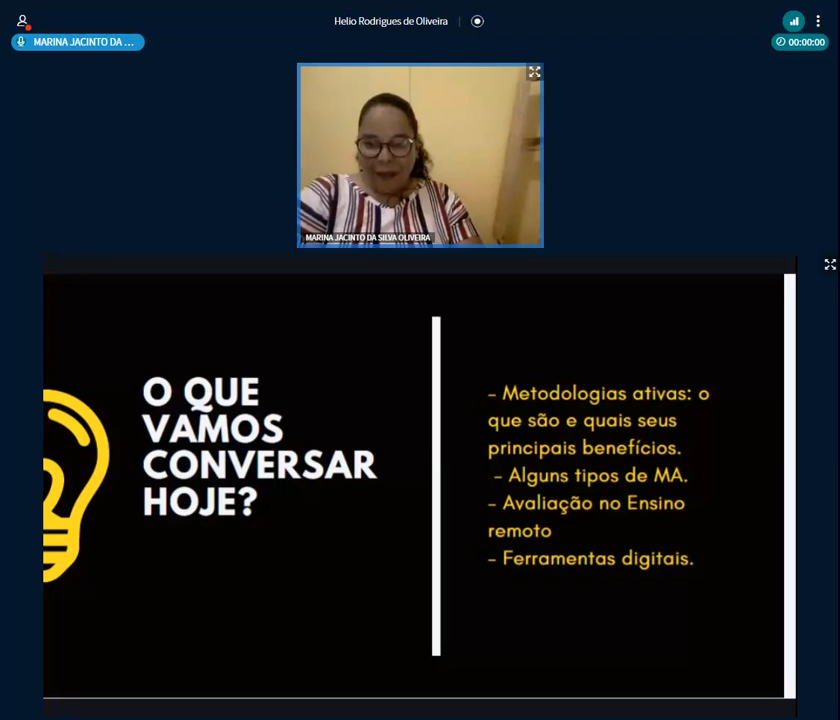 Helio Rodrigues de Oliveira
MARINA JACINTO DA ...
00:00:00
MARINA JACINTO DA SILVA OLIVEIRA
O QUE
VAMOS
CONVERSAR
HOJE?
- Metodologias ativas: o
que são e quais seus
principais benefícios.
- Alguns tipos de MA.
- Avaliação no Ensino
remoto
- Ferramentas digitais.